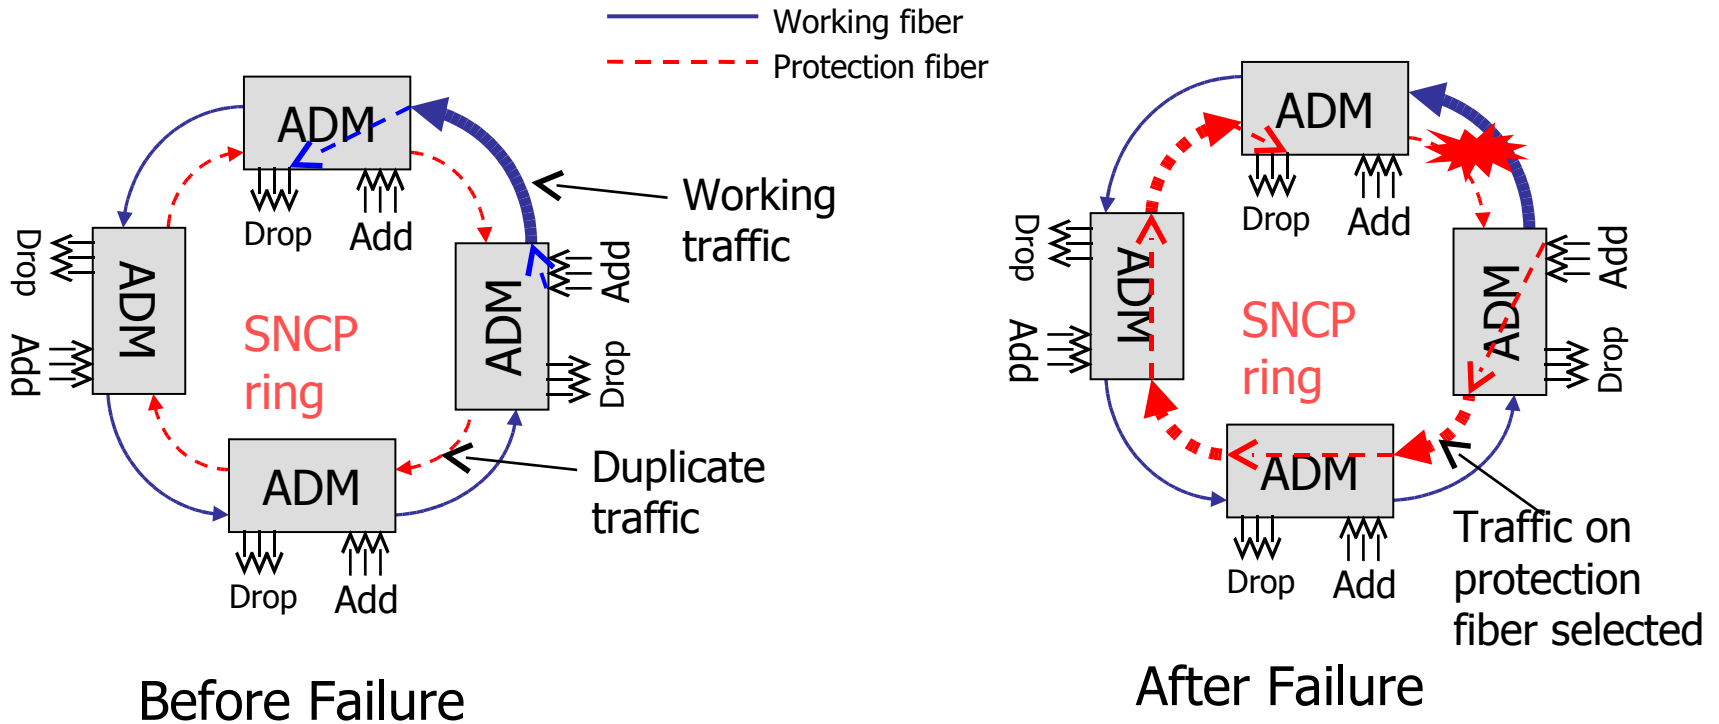 Working fiber
Protection fiber
ADM
Drop
Add
Working
traffic
Drop
Add
ADM
SNCP
ring
ADM
Add
Drop
ADM
Drop
Add
Duplicate
traffic
Before Failure
ADM
Drop
Add
Drop
Add
ADM
SNCP
ring
ADM
Add
Drop
ADM
Drop
Add
Traffic on
protection
fiber selected
After Failure